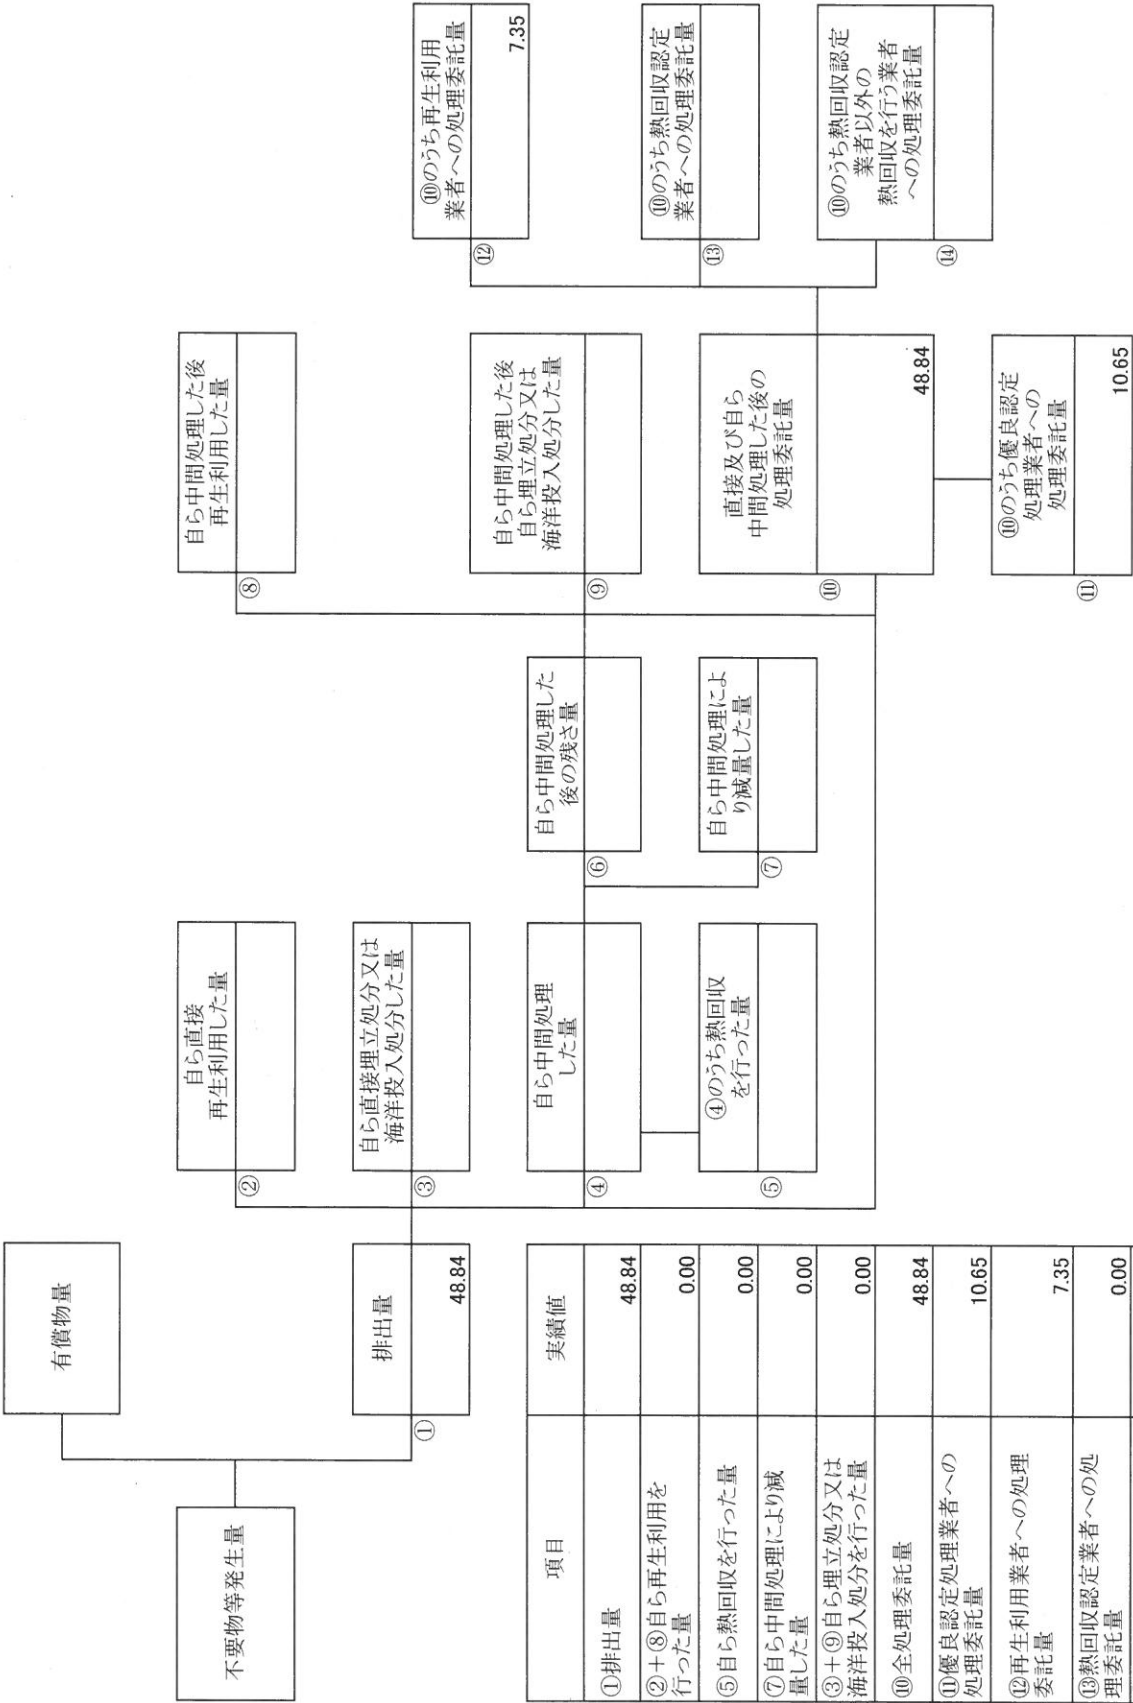 不要物等発生量
有償物量
排出量
①
48.84
自ら直接
再生利用した量
②
自ら直接埋立処分又は
海洋投入処分した量
③
自ら中間処理
した量
④
④のうち熱回収
を行った量
⑤
自ら中間処理した
後の残さ量
⑥
自ら中間処理によ
り減量した量
⑦
自ら中間処理した後
再生利用した量
⑧
自ら中間処理した後
自ら埋立処分又は
海洋投入処分した量
⑨
直接及び自ら
中間処理した後の
処理委託量
⑩
48.84
⑩のうち優良認定
処理業者への
処理委託量
⑪
10.65
⑩のうち再生利用
業者への処理委託量
⑫
7.35
⑩のうち熱回収認定
業者への処理委託量
⑬
⑩のうち熱回収認定
業者以外の
熱回収を行う業者
への処理委託量
⑭
項目 実績値
①排出量 48.84
②+⑧自ら再生利用を
行った量 0.00
⑤自ら熱回収を行った量 0.00
⑦自ら中間処理により減
量した量 0.00
③+⑨自ら埋立処分又は
海洋投入処分を行った量 0.00
⑩全処理委託量 48.84
⑪優良認定処理業者への
処理委託量 10.65
⑫再生利用業者への処理
委託量 7.35
⑬熱回収認定業者への処
理委託量 0.00